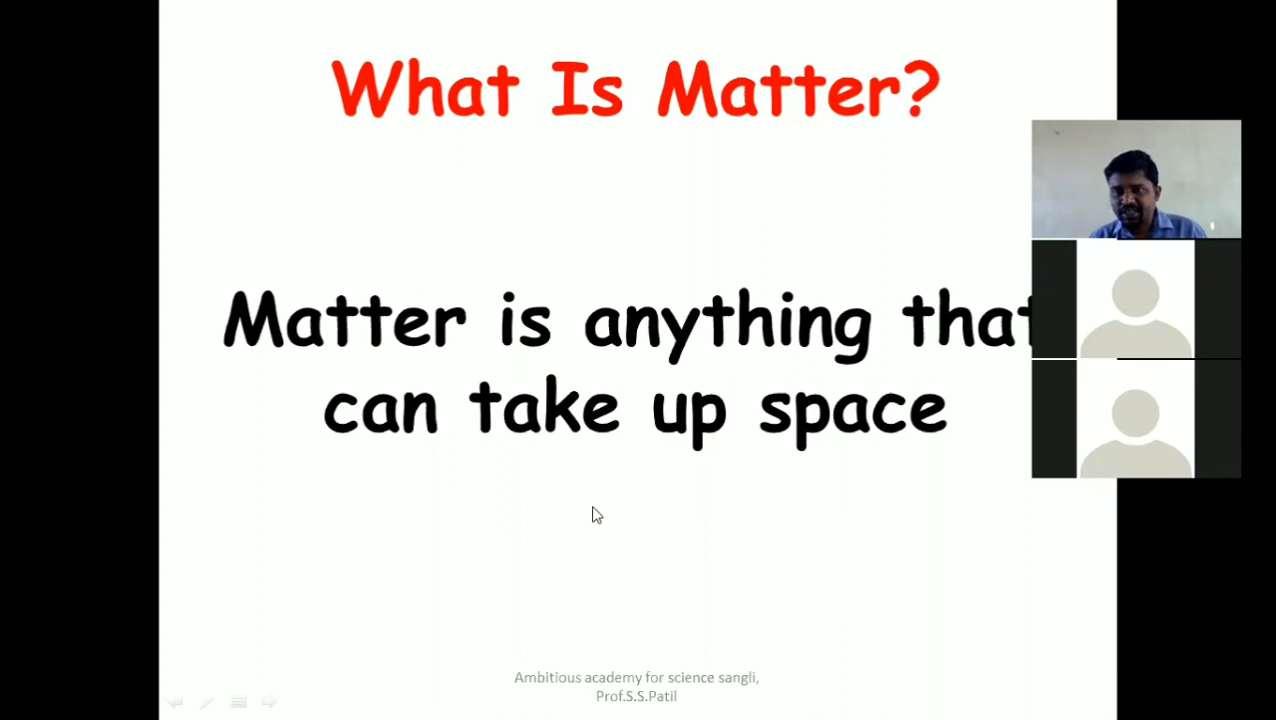 What Is Matter?
Matter is anything that
can take up space
Ambitious academy for science sangli,
Prof.S.S.Patil